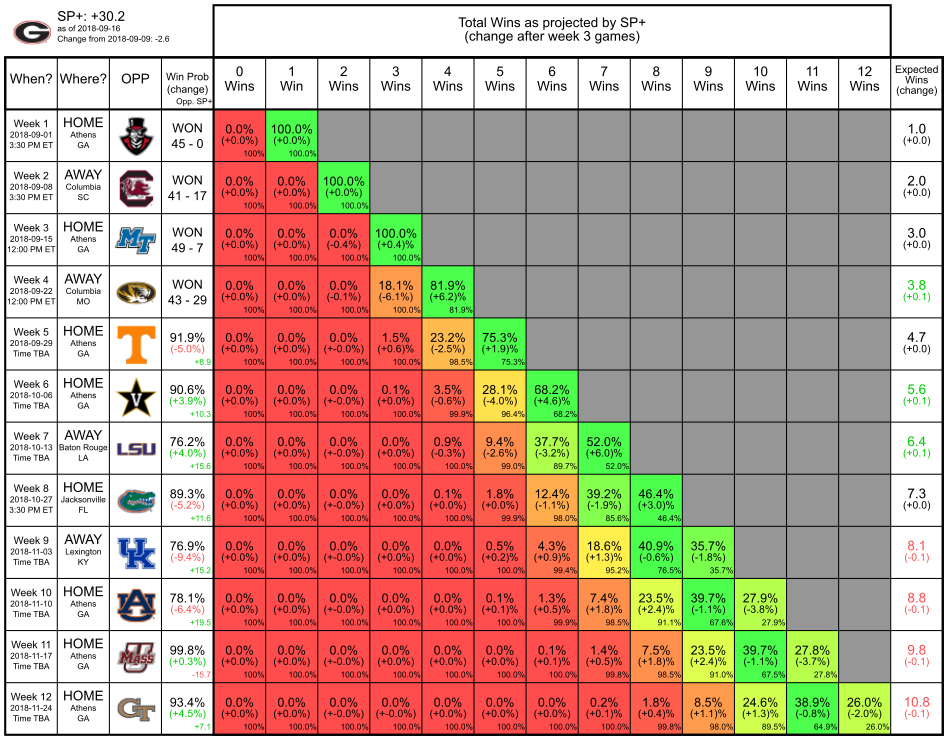 SP+: +30.2
as of 2018-09-16
Change from 2018-09-09: -2.6
Total Wins as projected by SP+
(change after week 3 games)
When? Where? OPP Win Prob (change) Opp. SP+ 0 Wins 1 Win 2 Wins 3 Wins 4 Wins 5 Wins 6 Wins 7 Wins 8 Wins 9 Wins 10 Wins 11 Wins 12 Wins Expected Wins (change)
Week 1 HOME WON 0.0% 100.0% 1.0
2018-09-01 Athens 45 - 0 (+0.0%) (+0.0%) (+0.0)
3:30 PM ET GA 100% 100.0%
Week 2 AWAY WON 0.0% 0.0% 100.0% 2.0
2018-09-08 Columbia 41 - 17 (+0.0%) (+0.0%) (+0.0%) (+0.0)
3:30 PM ET SC 100% 100.0% 100.0%
Week 3 HOME MT WON 0.0% 0.0% 0.0% 100.0% 3.0
2018-09-15 Athens 49 - 7 (+0.0%) (+0.0%) (-0.4%) (+0.4)% (+0.0)
12:00 PM ET GA 100% 100.0% 100.0% 100.0%
Week 4 AWAY WON 0.0% 0.0% 0.0% 18.1% 81.9% 3.8
2018-09-22 Columbia 43 - 29 (+0.0%) (+0.0%) (-0.1%) (-6.1%) (+6.2)% (+0.1)
12:00 PM ET MO 100% 100.0% 100.0% 100.0% 81.9%
Week 5 HOME T 91.9% 0.0% 0.0% 0.0% 1.5% 23.2% 75.3% 4.7
2018-09-29 Athens (-5.0%) (+0.0%) (+0.0%) (+-0.0%) (+0.6)% (-2.5%) (+1.9)% (+0.0)
Time TBA GA +8.9 100% 100.0% 100.0% 100.0% 98.5% 75.3%
Week 6 HOME V 90.6% 0.0% 0.0% 0.0% 0.1% 3.5% 28.1% 68.2% 5.6
2018-10-06 Athens (+3.9%) (+0.0%) (+0.0%) (+-0.0%) (+-0.0%) (-0.6%) (-4.0%) (+4.6)% (+0.1)
Time TBA GA +10.3 100% 100.0% 100.0% 100.0% 99.9% 96.4% 68.2%
Week 7 AWAY LSU 76.2% 0.0% 0.0% 0.0% 0.0% 0.9% 9.4% 37.7% 52.0% 6.4
2018-10-13 Baton Rouge (+4.0%) (+0.0%) (+0.0%) (+-0.0%) (+-0.0%) (-0.3%) (-2.6%) (-3.2%) (+6.0)% (+0.1)
Time TBA LA +15.6 100% 100.0% 100.0% 100.0% 100.0% 99.0% 89.7% 52.0%
Week 8 HOME 89.3% 0.0% 0.0% 0.0% 0.0% 0.1% 1.8% 12.4% 39.2% 46.4% 7.3
2018-10-27 Jacksonville (-5.2%) (+0.0%) (+0.0%) (+-0.0%) (+-0.0%) (+-0.0%) (+0.0%) (-1.1%) (-1.9%) (+3.0)% (+0.0)
3:30 PM ET FL +11.6 100% 100.0% 100.0% 100.0% 100.0% 99.9% 98.0% 85.6% 46.4%
Week 9 AWAY UK 76.9% 0.0% 0.0% 0.0% 0.0% 0.0% 0.5% 4.3% 18.6% 40.9% 35.7% 8.1
2018-11-03 Lexington (-9.4%) (+0.0%) (+0.0%) (+-0.0%) (+0.0%) (+0.0%) (+0.2)% (+0.9)% (+1.3)% (-0.6%) (-1.8%) (-0.1)
Time TBA KY +15.2 100% 100.0% 100.0% 100.0% 100.0% 100.0% 99.4% 95.2% 76.5% 35.7%
Week 10 HOME AU 78.1% 0.0% 0.0% 0.0% 0.0% 0.0% 0.1% 1.3% 7.4% 23.5% 39.7% 27.9% 8.8
2018-11-10 Athens (-6.4%) (+0.0%) (+0.0%) (+-0.0%) (+0.0%) (+0.0%) (+0.1)% (+0.5)% (+1.8)% (+2.4)% (-1.1%) (-3.8%) (-0.1)
Time TBA GA +19.5 100% 100.0% 100.0% 100.0% 100.0% 100.0% 99.9% 98.5% 91.1% 67.6% 27.9%
Week 11 HOME UMass 99.8% 0.0% 0.0% 0.0% 0.0% 0.0% 0.0% 0.1% 1.4% 7.5% 23.5% 39.7% 27.8% 9.8
2018-11-17 Athens (+0.3%) (+0.0%) (+0.0%) (+0.0%) (+0.0%) (+0.0%) (+0.0%) (+0.1)% (+0.5)% (+1.8)% (+2.4)% (-1.1%) (-3.7%) (-0.1)
Time TBA GA -15.7 100% 100.0% 100.0% 100.0% 100.0% 100.0% 100.0% 99.8% 98.5% 91.0% 67.5% 27.8%
Week 12 HOME GT 93.4% 0.0% 0.0% 0.0% 0.0% 0.0% 0.0% 0.0% 0.2% 1.8% 8.5% 24.6% 38.9% 26.0% 10.8
2018-11-24 Athens (+4.5%) (+0.0%) (+0.0%) (+0.0%) (+0.0%) (+0.0%) (+0.0%) (+0.0%) (+0.1)% (+0.4)% (+1.1)% (+1.3)% (-0.8%) (-2.0%) (-0.1)
Time TBA GA +7.1 100% 100.0% 100.0% 100.0% 100.0% 100.0% 100.0% 100.0% 99.8% 98.0% 89.5% 64.9% 26.0%